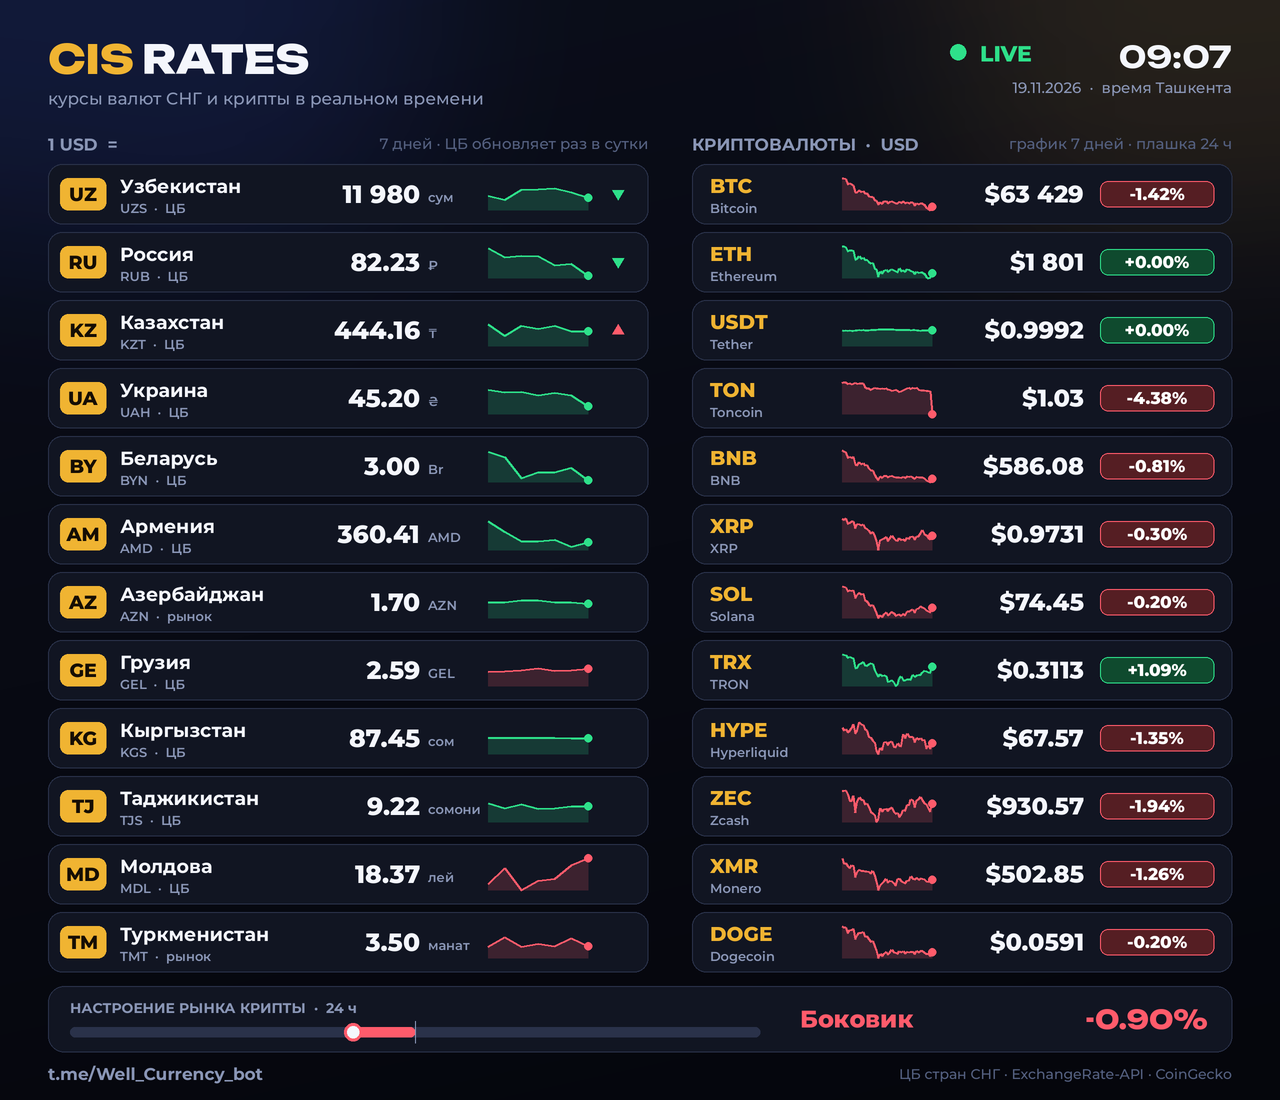 CIS RATES
курсы валют СНГ и крипты в реальном времени
LIVE 09:07
19.11.2026 · время Ташкента
1 USD =
7 дней · ЦБ обновляет раз в сутки
UZ Узбекистан 11 980 сум
UZS · ЦБ
RU Россия 82.23 ₽
RUB · ЦБ
KZ Казахстан 444.16 ₸
KZT · ЦБ
UA Украина 45.20 ₴
UAH · ЦБ
BY Беларусь 3.00 Br
BYN · ЦБ
AM Армения 360.41 AMD
AMD · ЦБ
AZ Азербайджан 1.70 AZN
AZN · рынок
GE Грузия 2.59 GEL
GEL · ЦБ
KG Кыргызстан 87.45 сом
KGS · ЦБ
TJ Таджикистан 9.22 сомони
TJS · ЦБ
MD Молдова 18.37 лей
MDL · ЦБ
TM Туркменистан 3.50 манат
TMT · рынок
КРИПТОВАЛЮТЫ · USD
график 7 дней · плашка 24 ч
BTC $63 429 -1.42%
Bitcoin
ETH $1 801 +0.00%
Ethereum
USDT $0.9992 +0.00%
Tether
TON $1.03 -4.38%
Toncoin
BNB $586.08 -0.81%
BNB
XRP $0.9731 -0.30%
XRP
SOL $74.45 -0.20%
Solana
TRX $0.3113 +1.09%
TRON
HYPE $67.57 -1.35%
Hyperliquid
ZEC $930.57 -1.94%
Zcash
XMR $502.85 -1.26%
Monero
DOGE $0.0591 -0.20%
Dogecoin
НАСТРОЕНИЕ РЫНКА КРИПТЫ · 24 ч
Боковик -0.90%
t.me/Well_Currency_bot
ЦБ стран СНГ · ExchangeRate-API · CoinGecko